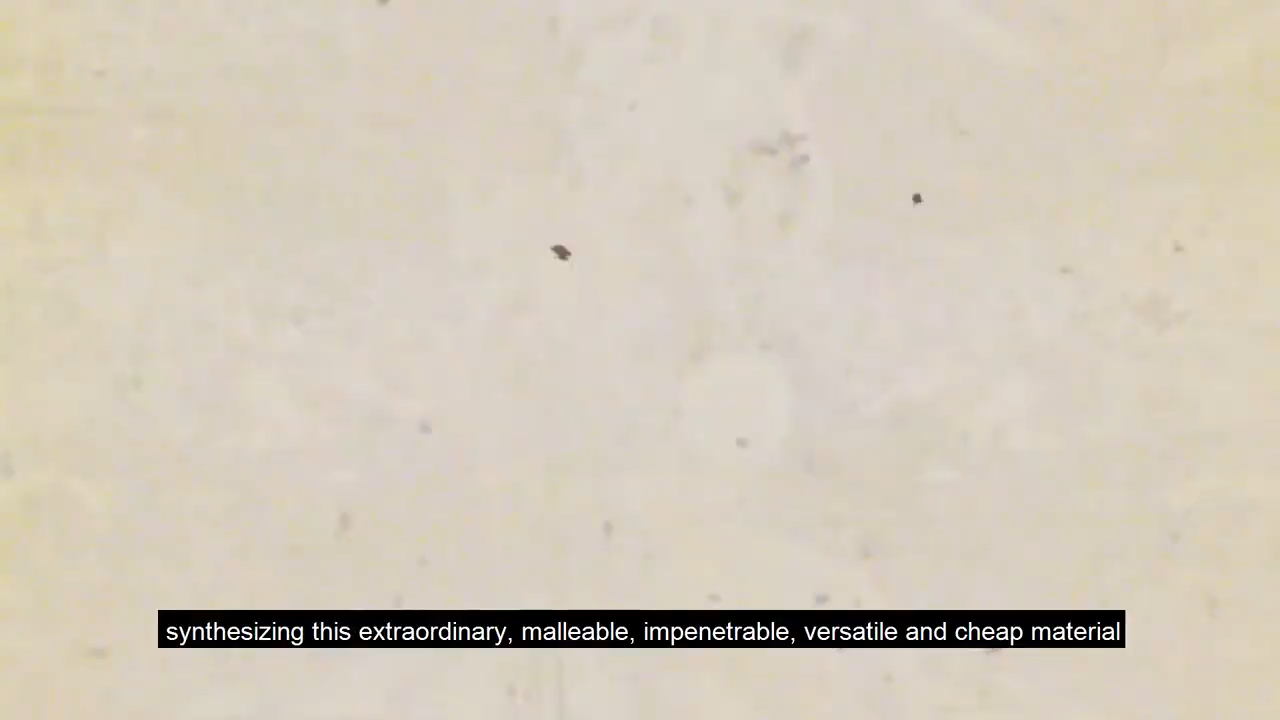 synthesizing this extraordinary, malleable, impenetrable, versatile and cheap material